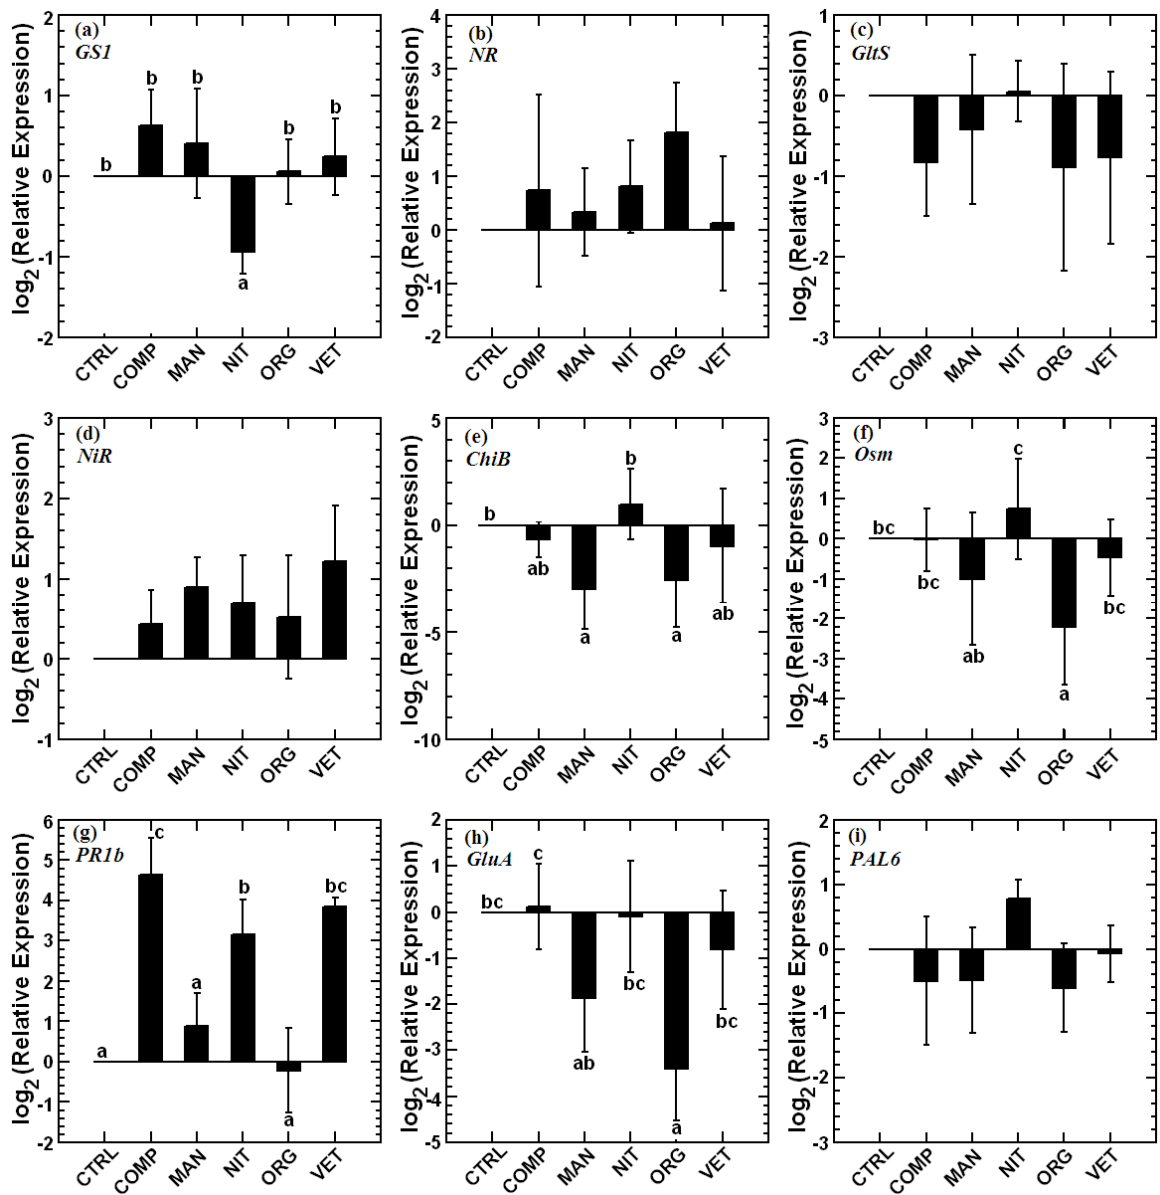 (a)
GS1
log2 (Relative Expression)
2
1
0
-1
-2
b
b
b
a
b
b
CTRL
COMP
MAN
NIT
ORG
VET
(b)
NR
log2 (Relative Expression)
4
3
2
1
0
-1
-2
CTRL
COMP
MAN
NIT
ORG
VET
(c)
GltS
log2 (Relative Expression)
1
0
-1
-2
-3
CTRL
COMP
MAN
NIT
ORG
VET
(d)
NiR
log2 (Relative Expression)
3
2
1
0
-1
CTRL
COMP
MAN
NIT
ORG
VET
(e)
ChiB
log2 (Relative Expression)
5
0
-5
-10
b
ab
a
b
a
ab
CTRL
COMP
MAN
NIT
ORG
VET
(f)
Osm
log2 (Relative Expression)
3
2
1
0
-1
-2
-3
-4
-5
bc
bc
ab
c
a
bc
CTRL
COMP
MAN
NIT
ORG
VET
(g)
PR1b
log2 (Relative Expression)
6
5
4
3
2
1
0
-1
-2
a
c
a
b
a
bc
CTRL
COMP
MAN
NIT
ORG
VET
(h)
GluA
log2 (Relative Expression)
2
1
0
-1
-2
-3
-4
-5
bc
c
ab
bc
a
bc
CTRL
COMP
MAN
NIT
ORG
VET
(i)
PAL6
log2 (Relative Expression)
2
1
0
-1
-2
-3
CTRL
COMP
MAN
NIT
ORG
VET